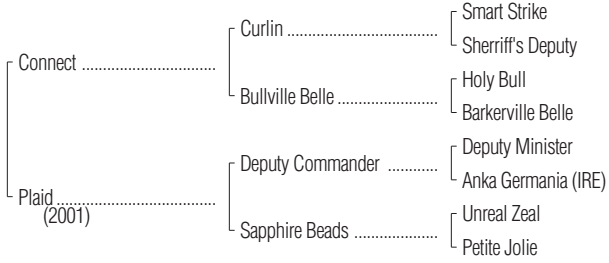 Smart Strike
Curlin ..................................
Sherriff's Deputy
Connect ..................................
Holy Bull
Bullville Belle .........................
Barkerville Belle
Deputy Minister
Deputy Commander ............
Anka Germania (IRE)
Plaid ........................................
(2001)
Unreal Zeal
Sapphire Beads .....................
Petite Jolie